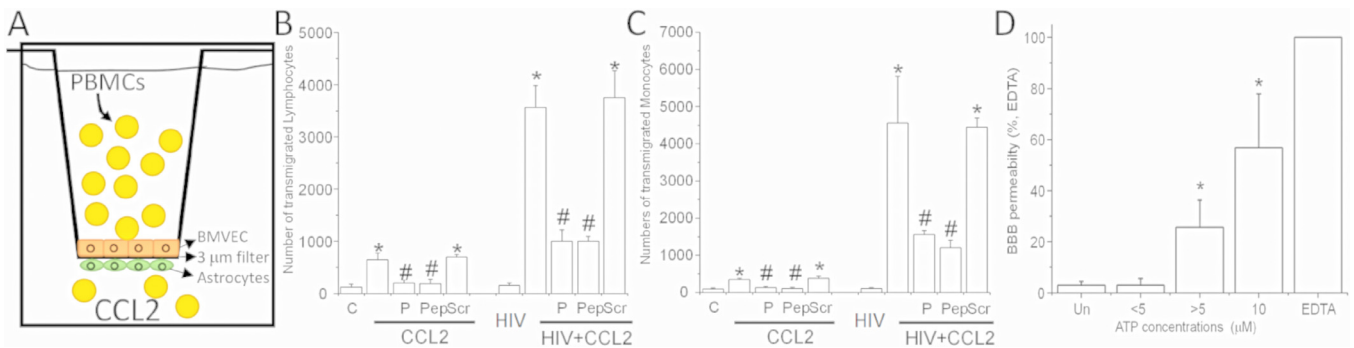 A
PBMCs
BMVEC
3 μm filter
Astrocytes
CCL2
B
Number of transmigrated Lymphocytes
5000
4000
3000
2000
1000
0
C P PepScr P PepScr
CCL2 HIV HIV+CCL2
C
Numbers of transmigrated Monocytes
7000
6000
5000
4000
3000
2000
1000
0
* # # * * # # *
* # # * * # # *
C P PepScr P PepScr
CCL2 HIV HIV+CCL2
D
BBB permeabilty (%, EDTA)
100
80
60
40
20
0
* *
Un <5 >5 10 EDTA
ATP concentrations (μM)